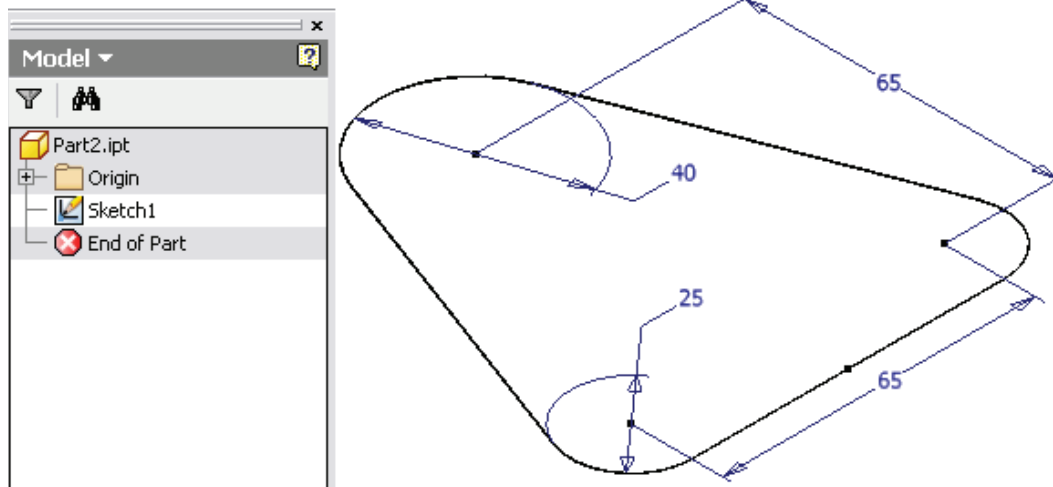 Model
Part2.ipt
Origin
Sketch1
End of Part
65
40
25
65